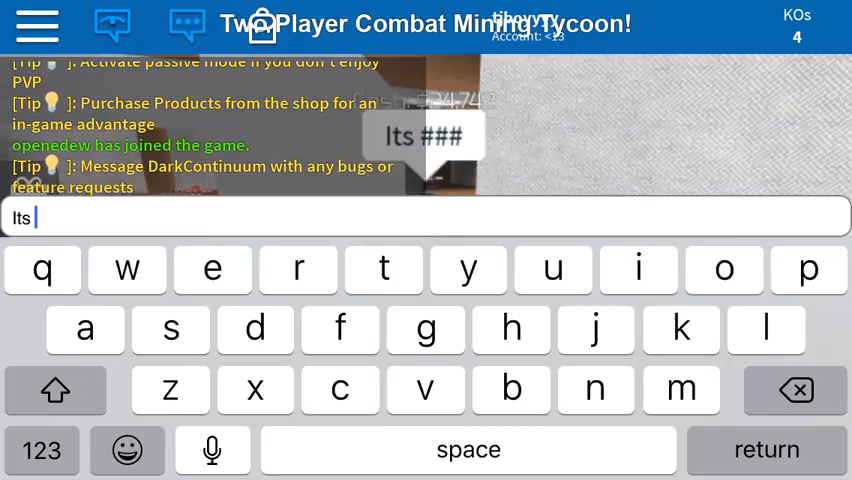 Two Player Combat Mining Tycoon!
Account: <13
KOs
4
[Tip💡]: Activate passive mode if you don't enjoy
PVP
[Tip💡]: Purchase Products from the shop for an
in-game advantage
openedew has joined the game.
[Tip💡]: Message DarkContinuum with any bugs or
feature requests
Its ###
Its
q w e r t y u i o p
a s d f g h j k l
z x c v b n m
123 space return